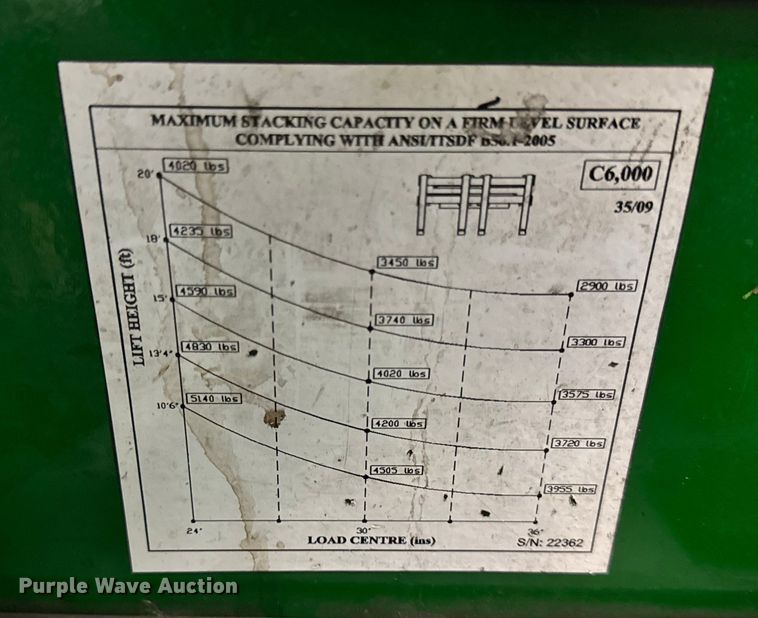 MAXIMUM STACKING CAPACITY ON A FIRM LEVEL SURFACE
COMPLYING WITH ANSI/ITSDF B56.1-2005
C6,000
35/09
20' 4020 lbs
18' 4235 lbs
3450 lbs
2900 lbs
15' 4590 lbs
3740 lbs
3300 lbs
13'4" 4830 lbs
4020 lbs
3575 lbs
10'6" 5140 lbs
4200 lbs
3720 lbs
4505 lbs
3955 lbs
LIFT HEIGHT (ft)
24" 30" 36"
LOAD CENTRE (ins)
S/N: 22362
Purple Wave Auction